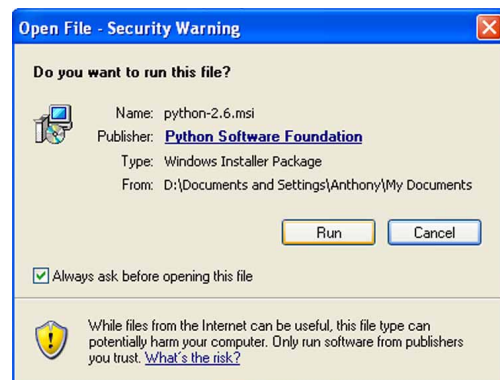 Open File - Security Warning
Do you want to run this file?
Name: python-2.6.msi
Publisher: Python Software Foundation
Type: Windows Installer Package
From: D:\Documents and Settings\Anthony\My Documents
Run Cancel
Always ask before opening this file
While files from the Internet can be useful, this file type can
potentially harm your computer. Only run software from publishers
you trust. What's the risk?